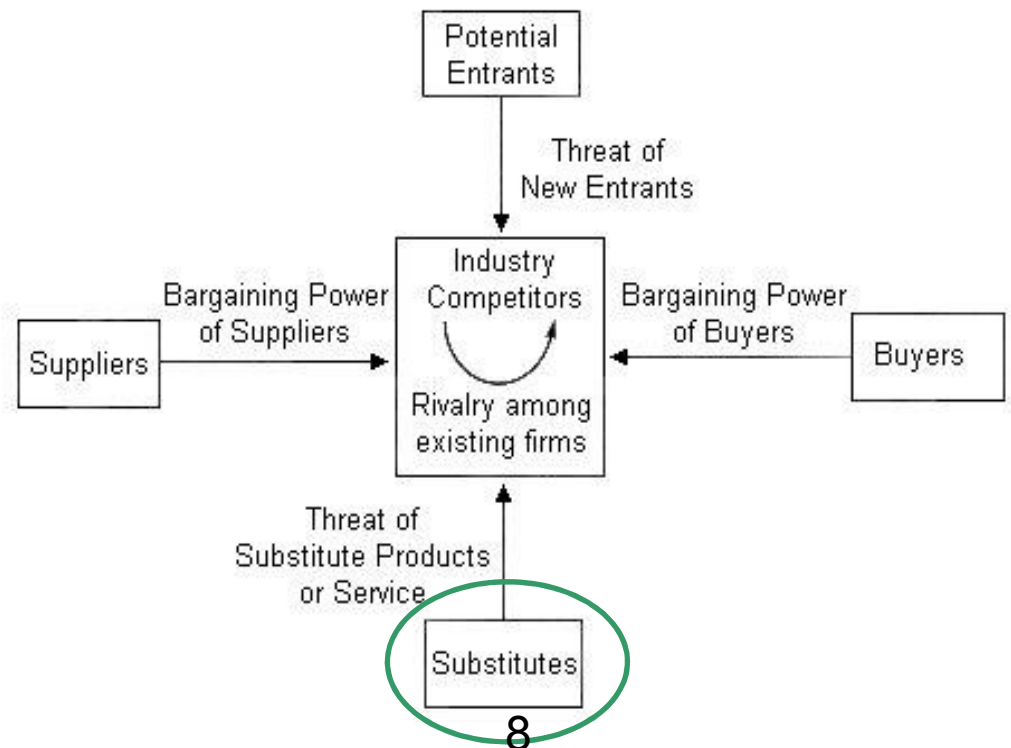 Potential
Entrants
Threat of
New Entrants
Industry
Competitors
Bargaining Power
of Suppliers
Bargaining Power
of Buyers
Suppliers
Buyers
Rivalry among
existing firms
Threat of
Substitute Products
or Service
Substitutes
8